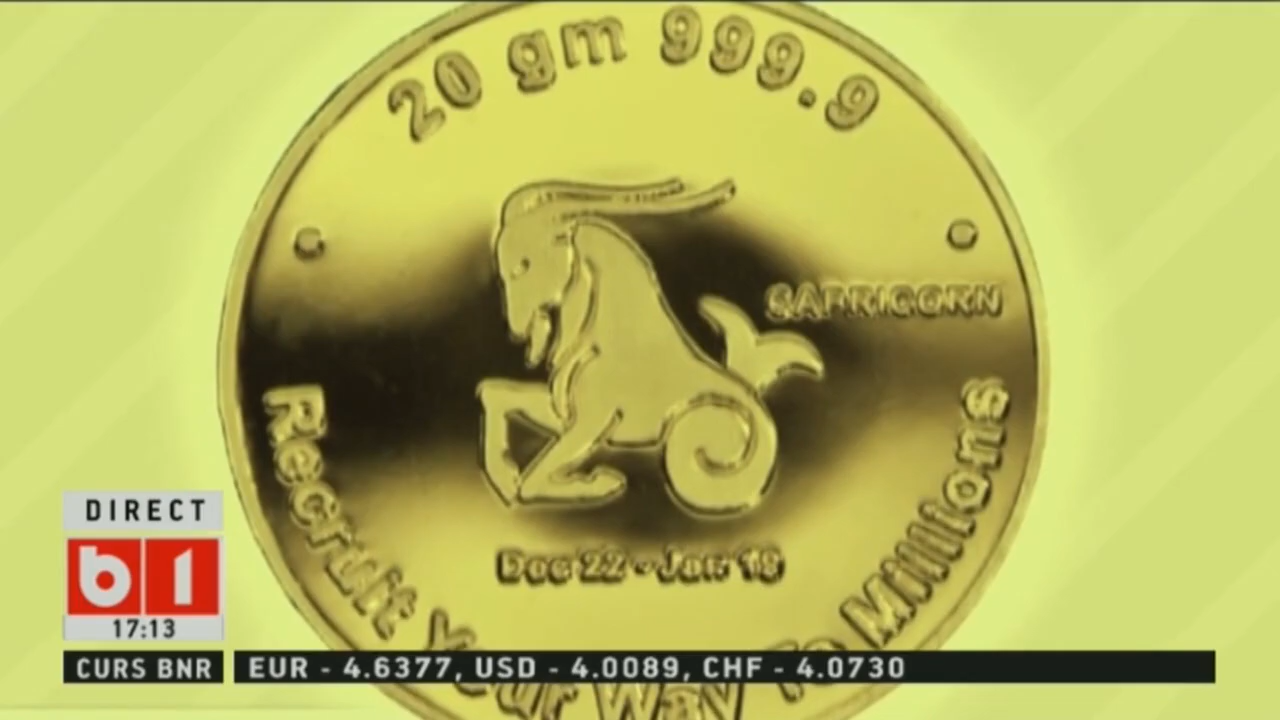 20 gm 999.9
CAPRICORN
Dec 22 - Jan 19
Recruit Your Way To Millions
DIRECT
b1
17:13
CURS BNR
EUR - 4.6377, USD - 4.0089, CHF - 4.0730